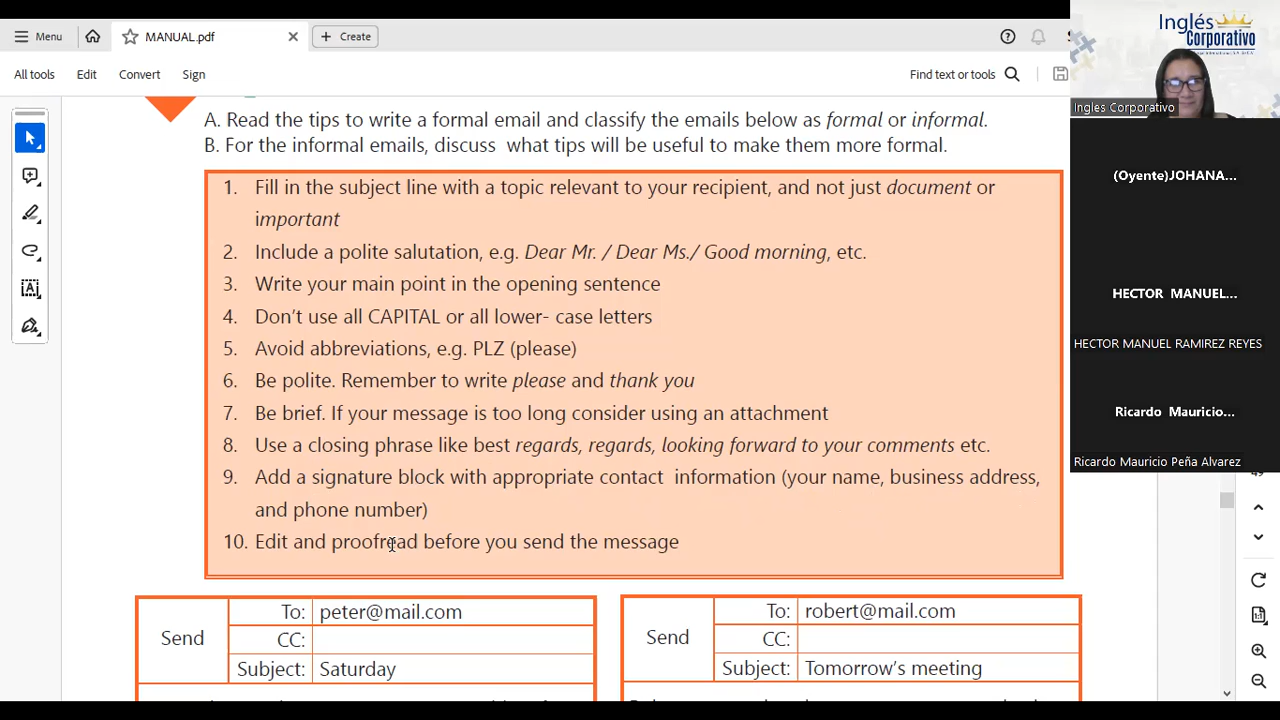 Menu
MANUAL.pdf
Create
All tools
Edit
Convert
Sign
Find text or tools
A. Read the tips to write a formal email and classify the emails below as formal or informal.
B. For the informal emails, discuss what tips will be useful to make them more formal.
1. Fill in the subject line with a topic relevant to your recipient, and not just document or
important
2. Include a polite salutation, e.g. Dear Mr. / Dear Ms./ Good morning, etc.
3. Write your main point in the opening sentence
4. Don't use all CAPITAL or all lower- case letters
5. Avoid abbreviations, e.g. PLZ (please)
6. Be polite. Remember to write please and thank you
7. Be brief. If your message is too long consider using an attachment
8. Use a closing phrase like best regards, regards, looking forward to your comments etc.
9. Add a signature block with appropriate contact information (your name, business address,
and phone number)
10. Edit and proofread before you send the message
Send
To: peter@mail.com
CC:
Subject: Saturday
Send
To: robert@mail.com
CC:
Subject: Tomorrow's meeting
Inglés
Corporativo
Ingles Corporativo
(Oyente)JOHANA...
HECTOR MANUEL...
HECTOR MANUEL RAMIREZ REYES
Ricardo Mauricio...
Ricardo Mauricio Peña Alvarez